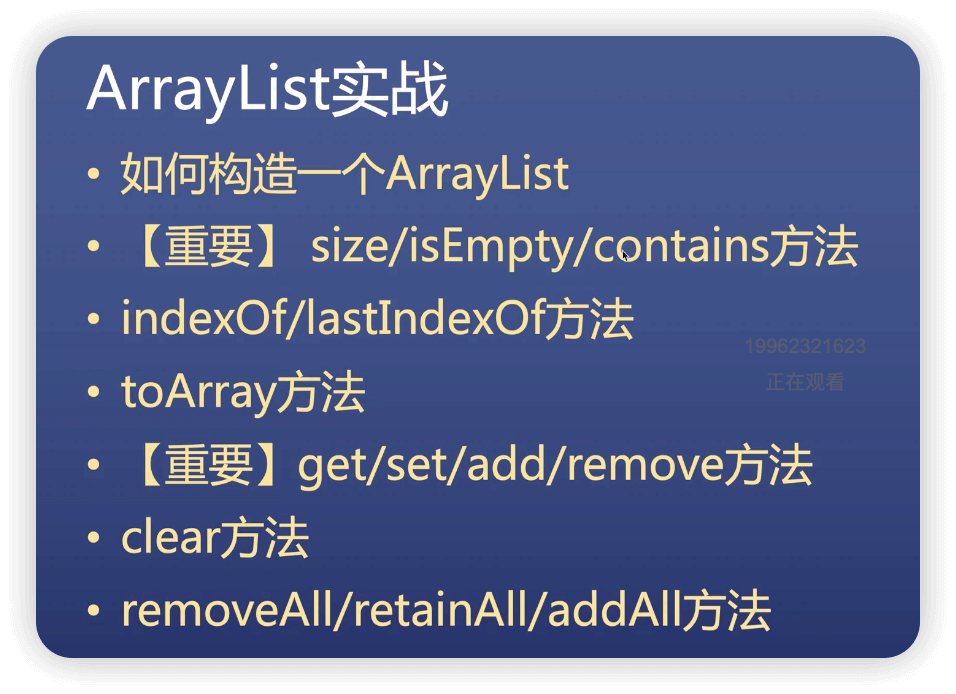 ArrayList实战
• 如何构造一个ArrayList
• 【重要】 size/isEmpty/contains方法
• indexOf/lastIndexOf方法
19962321623
正在观看
• toArray方法
• 【重要】get/set/add/remove方法
• clear方法
• removeAll/retainAll/addAll方法